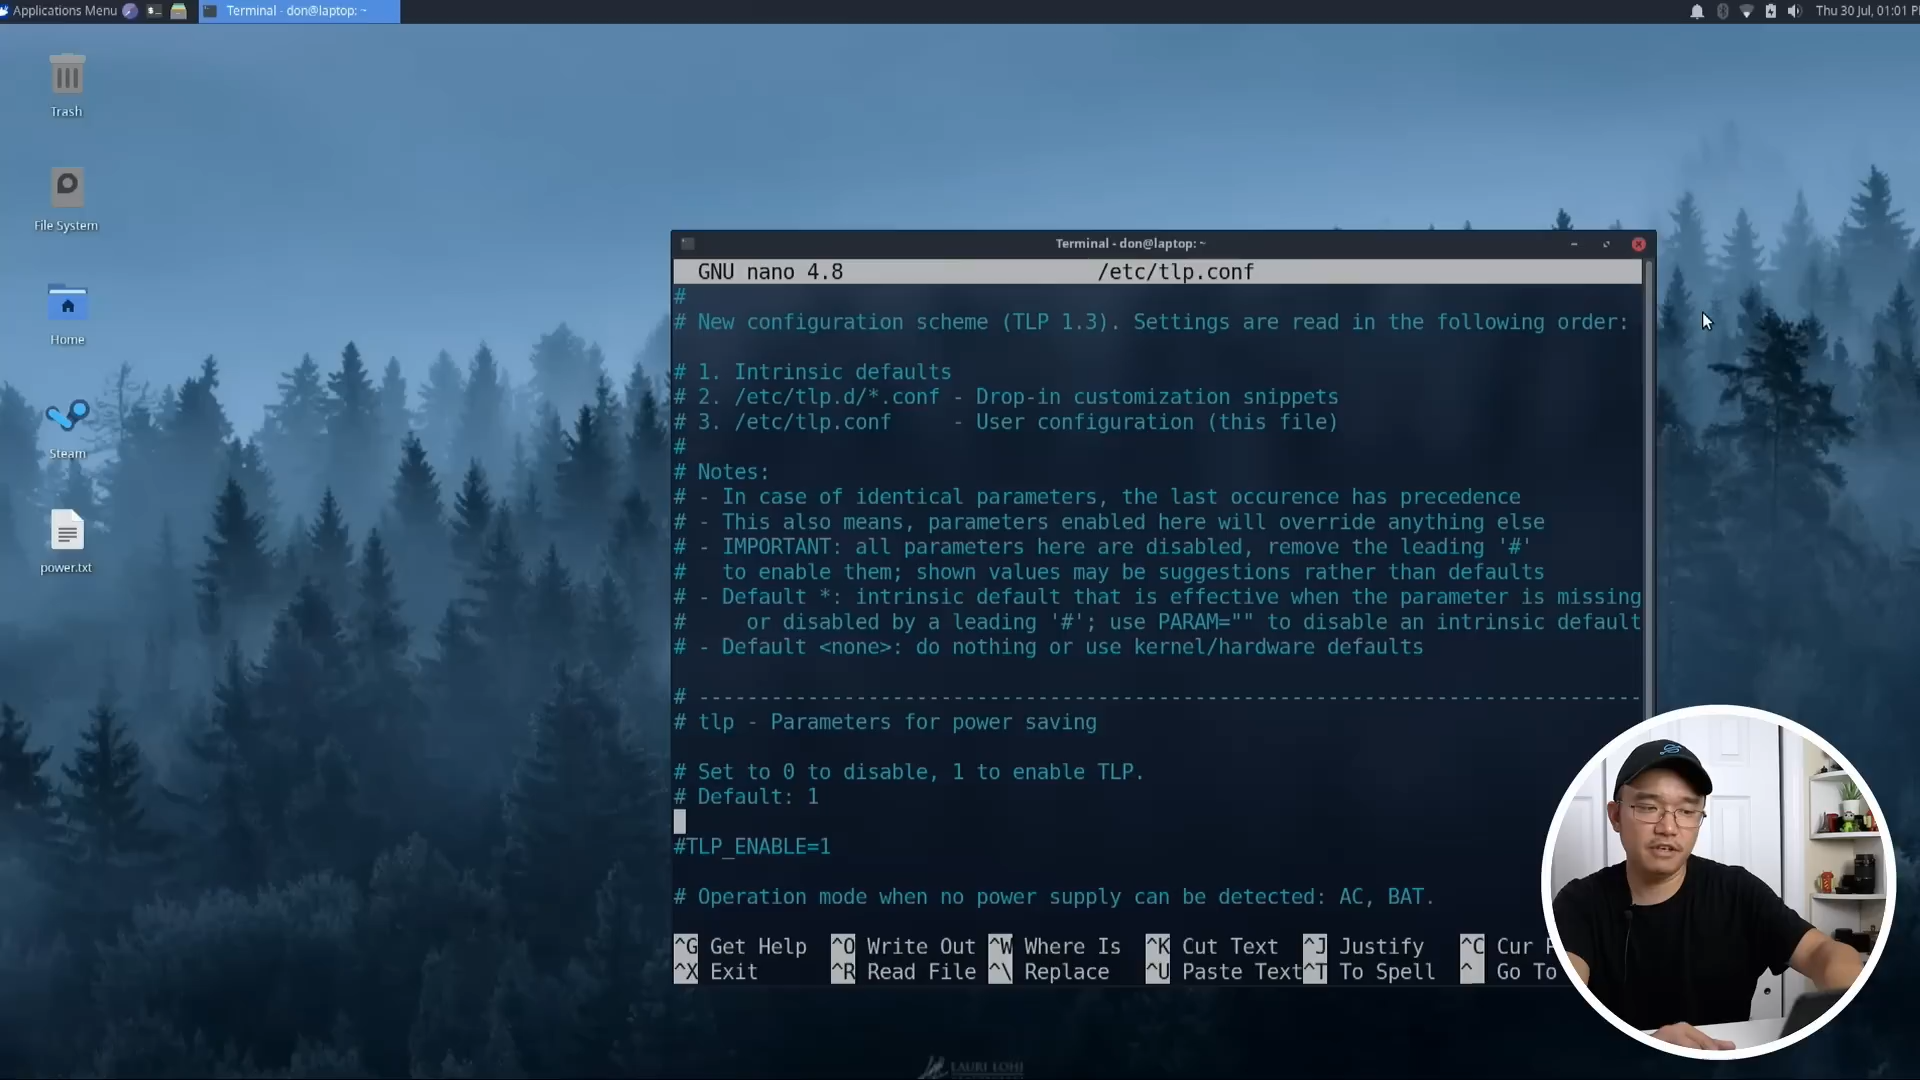 Applications Menu
Terminal - don@laptop: ~
Thu 30 Jul, 01:01
Trash
File System
Home
Steam
power.txt
Terminal - don@laptop: ~
GNU nano 4.8 /etc/tlp.conf
#
# New configuration scheme (TLP 1.3). Settings are read in the following order:
# 1. Intrinsic defaults
# 2. /etc/tlp.d/*.conf - Drop-in customization snippets
# 3. /etc/tlp.conf - User configuration (this file)
#
# Notes:
# - In case of identical parameters, the last occurence has precedence
# - This also means, parameters enabled here will override anything else
# - IMPORTANT: all parameters here are disabled, remove the leading '#'
# to enable them; shown values may be suggestions rather than defaults
# - Default *: intrinsic default that is effective when the parameter is missing
# or disabled by a leading '#'; use PARAM="" to disable an intrinsic default
# - Default <none>: do nothing or use kernel/hardware defaults
# ------------------------------------------------------------------------------
# tlp - Parameters for power saving
# Set to 0 to disable, 1 to enable TLP.
# Default: 1
#TLP_ENABLE=1
# Operation mode when no power supply can be detected: AC, BAT.
^G Get Help ^O Write Out ^W Where Is ^K Cut Text ^J Justify ^C Cur
^X Exit ^R Read File ^\ Replace ^U Paste Text ^T To Spell ^ Go To
LAURI LOHI